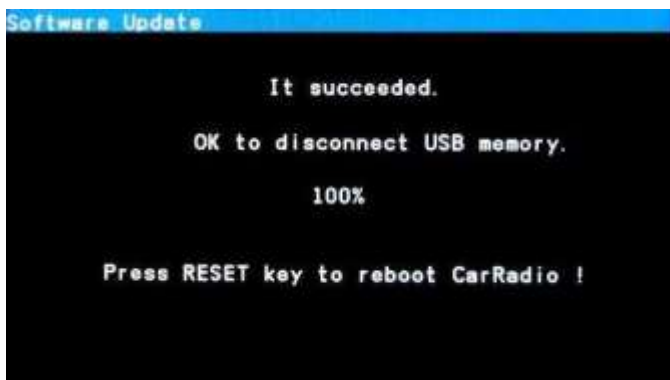 Software Update
It succeeded.
OK to disconnect USB memory.
100%
Press RESET key to reboot CarRadio !